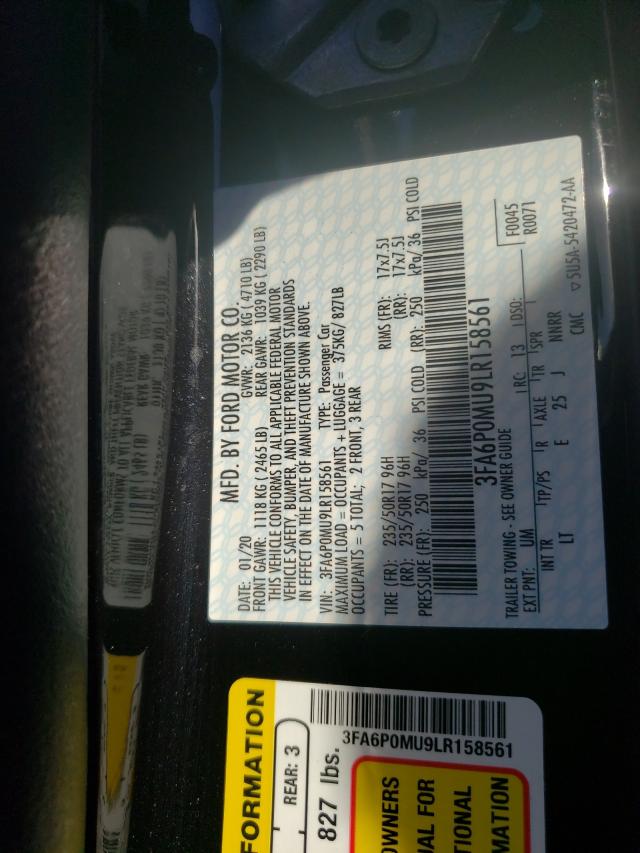 MFD. BY FORD MOTOR CO.
DATE: 01/20 GVWR: 2136 KG (4710 LB)
FRONT GAWR: 1118 KG (2465 LB) REAR GAWR: 1039 KG (2290 LB)
THIS VEHICLE CONFORMS TO ALL APPLICABLE FEDERAL MOTOR
VEHICLE SAFETY, BUMPER, AND THEFT PREVENTION STANDARDS
IN EFFECT ON THE DATE OF MANUFACTURE SHOWN ABOVE.
VIN: 3FA6P0MU9LR158561 TYPE: Passenger Car
MAXIMUM LOAD = OCCUPANTS + LUGGAGE = 375KG/ 827LB
OCCUPANTS = 5 TOTAL; 2 FRONT, 3 REAR
TIRE (FR): 235/50R17 96H RIMS (FR): 17x7.5J
(RR): 235/50R17 96H (RR): 17x7.5J
PRESSURE (FR): 250 kPa/ 36 PSI COLD (RR): 250 kPa/ 36 PSI COLD
3FA6P0MU9LR158561
TRAILER TOWING - SEE OWNER GUIDE F0045
R0071
EXT PNT: UM RC: 13 DSO:
INT TR TP/PS R AXLE TR SPR
LT E 25 J NNRR
CMC ▽5U5A-5420472-AA
FORMATION
REAR: 3
827 lbs.
3FA6P0MU9LR158561
OWNERS
AL FOR
TIONAL
MATION